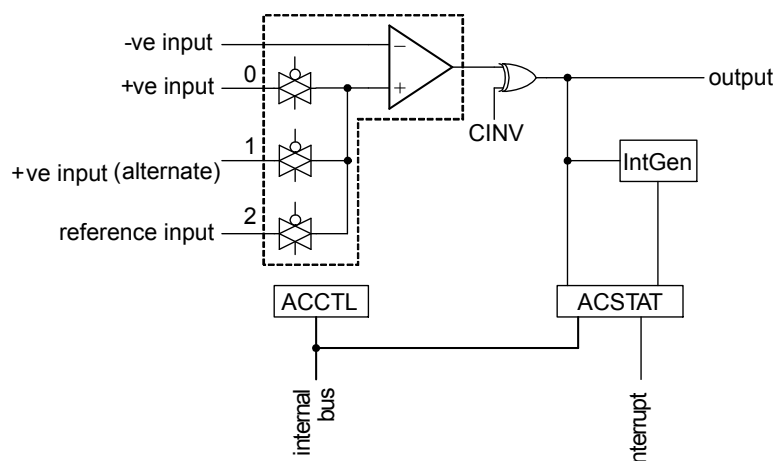 -ve input
−
0
+ve input
+
output
CINV
1
+ve input (alternate)
IntGen
2
reference input
ACCTL
ACSTAT
internal
bus
interrupt